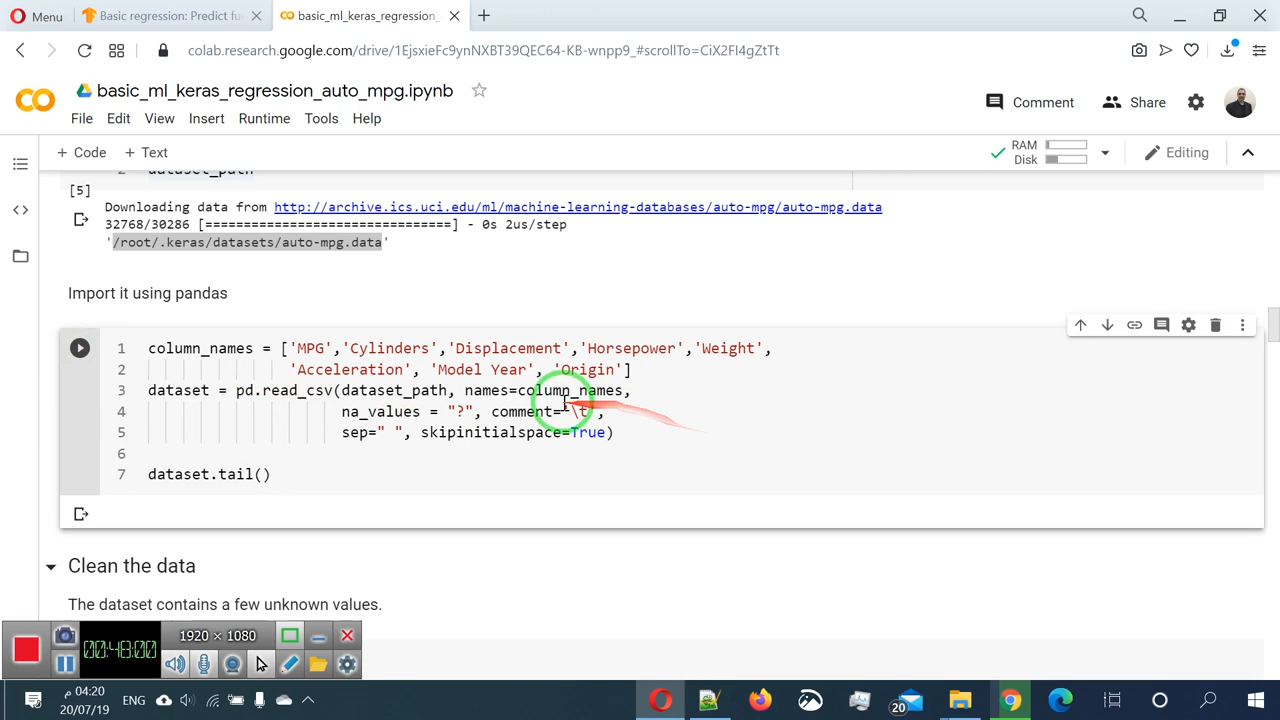 Menu
Basic regression: Predict fu
basic_ml_keras_regression_
colab.research.google.com/drive/1EjsxieFc9ynNXBT39QEC64-KB-wnpp9_#scrollTo=CiX2FI4gZtTt
basic_ml_keras_regression_auto_mpg.ipynb
File Edit View Insert Runtime Tools Help
Comment
Share
+ Code + Text
RAM
Disk
Editing
2 dataset_path
[5]
Downloading data from http://archive.ics.uci.edu/ml/machine-learning-databases/auto-mpg/auto-mpg.data
32768/30286 [==============================] - 0s 2us/step
'/root/.keras/datasets/auto-mpg.data'
Import it using pandas
1 column_names = ['MPG','Cylinders','Displacement','Horsepower','Weight',
2 'Acceleration', 'Model Year', 'Origin']
3 dataset = pd.read_csv(dataset_path, names=column_names,
4 na_values = "?", comment='\t',
5 sep=" ", skipinitialspace=True)
6
7 dataset.tail()
Clean the data
The dataset contains a few unknown values.
00:48:00
1920 × 1080
20
ENG
04:20 م
20/07/19